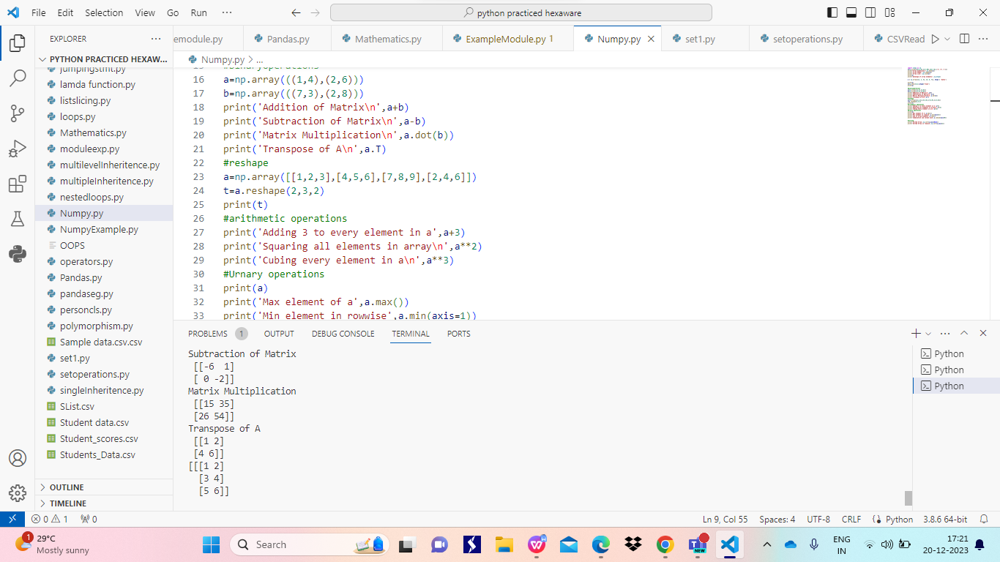 File Edit Selection View Go Run ···
python practiced hexaware
EXPLORER ···
PYTHON PRACTICED HEXAW...
jumpingstmt.py
lamda function.py
listslicing.py
loops.py
Mathematics.py
moduleexp.py
multilevelInheritence.py
multipleInheritence.py
nestedloops.py
Numpy.py
NumpyExample.py
OOPS
operators.py
Pandas.py
pandaseg.py
personcls.py
polymorphism.py
Sample data.csv.csv
set1.py
setoperations.py
singleInheritence.py
SList.csv
Student data.csv
Student_scores.csv
Students_Data.csv
OUTLINE
TIMELINE
emodule.py Pandas.py Mathematics.py ExampleModule.py 1 Numpy.py set1.py setoperations.py CSVRead ···
Numpy.py > ...
15 #binaryoperations
16 a=np.array(((1,4),(2,6)))
17 b=np.array(((7,3),(2,8)))
18 print('Addition of Matrix\n',a+b)
19 print('Subtraction of Matrix\n',a-b)
20 print('Matrix Multiplication\n',a.dot(b))
21 print('Transpose of A\n',a.T)
22 #reshape
23 a=np.array([[1,2,3],[4,5,6],[7,8,9],[2,4,6]])
24 t=a.reshape(2,3,2)
25 print(t)
26 #arithmetic operations
27 print('Adding 3 to every element in a',a+3)
28 print('Squaring all elements in array\n',a**2)
29 print('Cubing every element in a\n',a**3)
30 #Urnary operations
31 print(a)
32 print('Max element of a',a.max())
33 print('Min element in rowwise',a.min(axis=1))
PROBLEMS 1 OUTPUT DEBUG CONSOLE TERMINAL PORTS
Subtraction of Matrix
[[-6  1]
[ 0 -2]]
Matrix Multiplication
[[15 35]
[26 54]]
Transpose of A
[[1 2]
[4 6]]
[[[1 2]
[3 4]
[5 6]]
Python
Python
Python
0 1 0
Ln 9, Col 55 Spaces: 4 UTF-8 CRLF Python 3.8.6 64-bit
1 29°C
Mostly sunny
Search
NEW
ENG
IN
17:21
20-12-2023